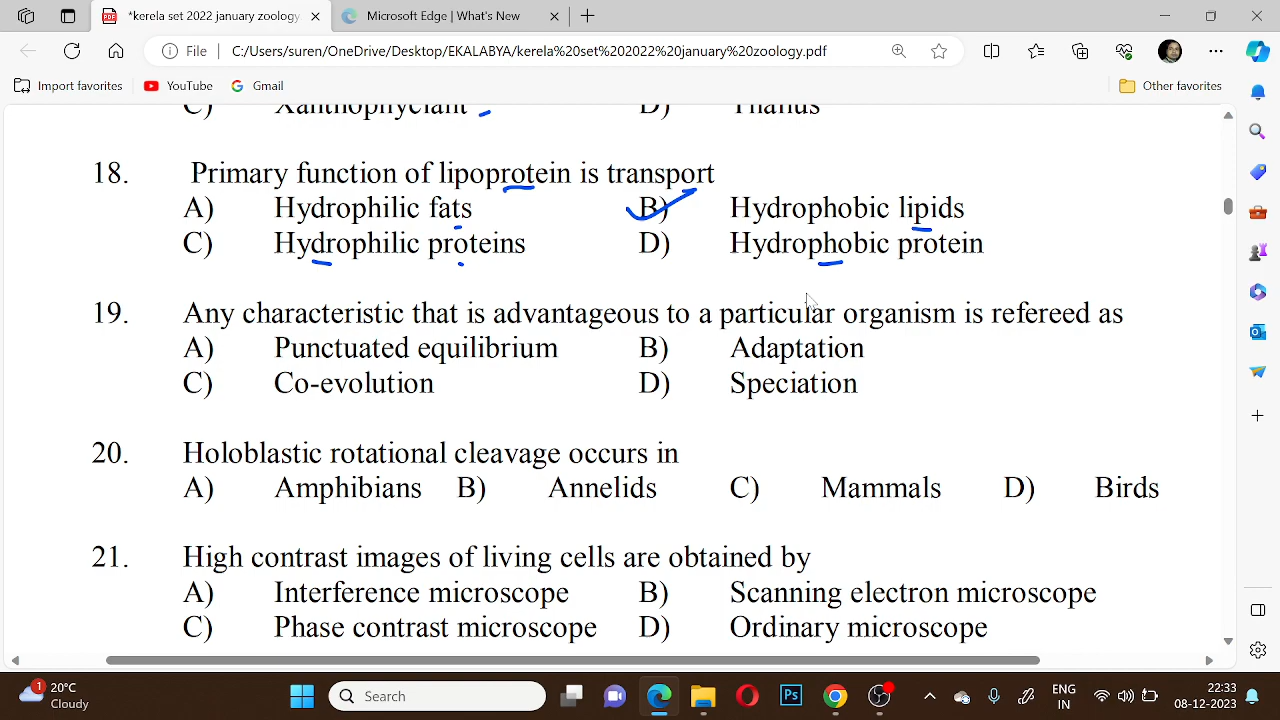 *kerela set 2022 january zoology
Microsoft Edge | What's New
File
C:/Users/suren/OneDrive/Desktop/EKALABYA/kerela%20set%202022%20january%20zoology.pdf
Import favorites
YouTube
Gmail
Other favorites
C) Xanthophyclant D) Thanus
18. Primary function of lipoprotein is transport
A) Hydrophilic fats B) Hydrophobic lipids
C) Hydrophilic proteins D) Hydrophobic protein
19. Any characteristic that is advantageous to a particular organism is refereed as
A) Punctuated equilibrium B) Adaptation
C) Co-evolution D) Speciation
20. Holoblastic rotational cleavage occurs in
A) Amphibians B) Annelids C) Mammals D) Birds
21. High contrast images of living cells are obtained by
A) Interference microscope B) Scanning electron microscope
C) Phase contrast microscope D) Ordinary microscope
1
20°C
Cloudy
Search
Ps
ENG
IN
22:33
08-12-2023